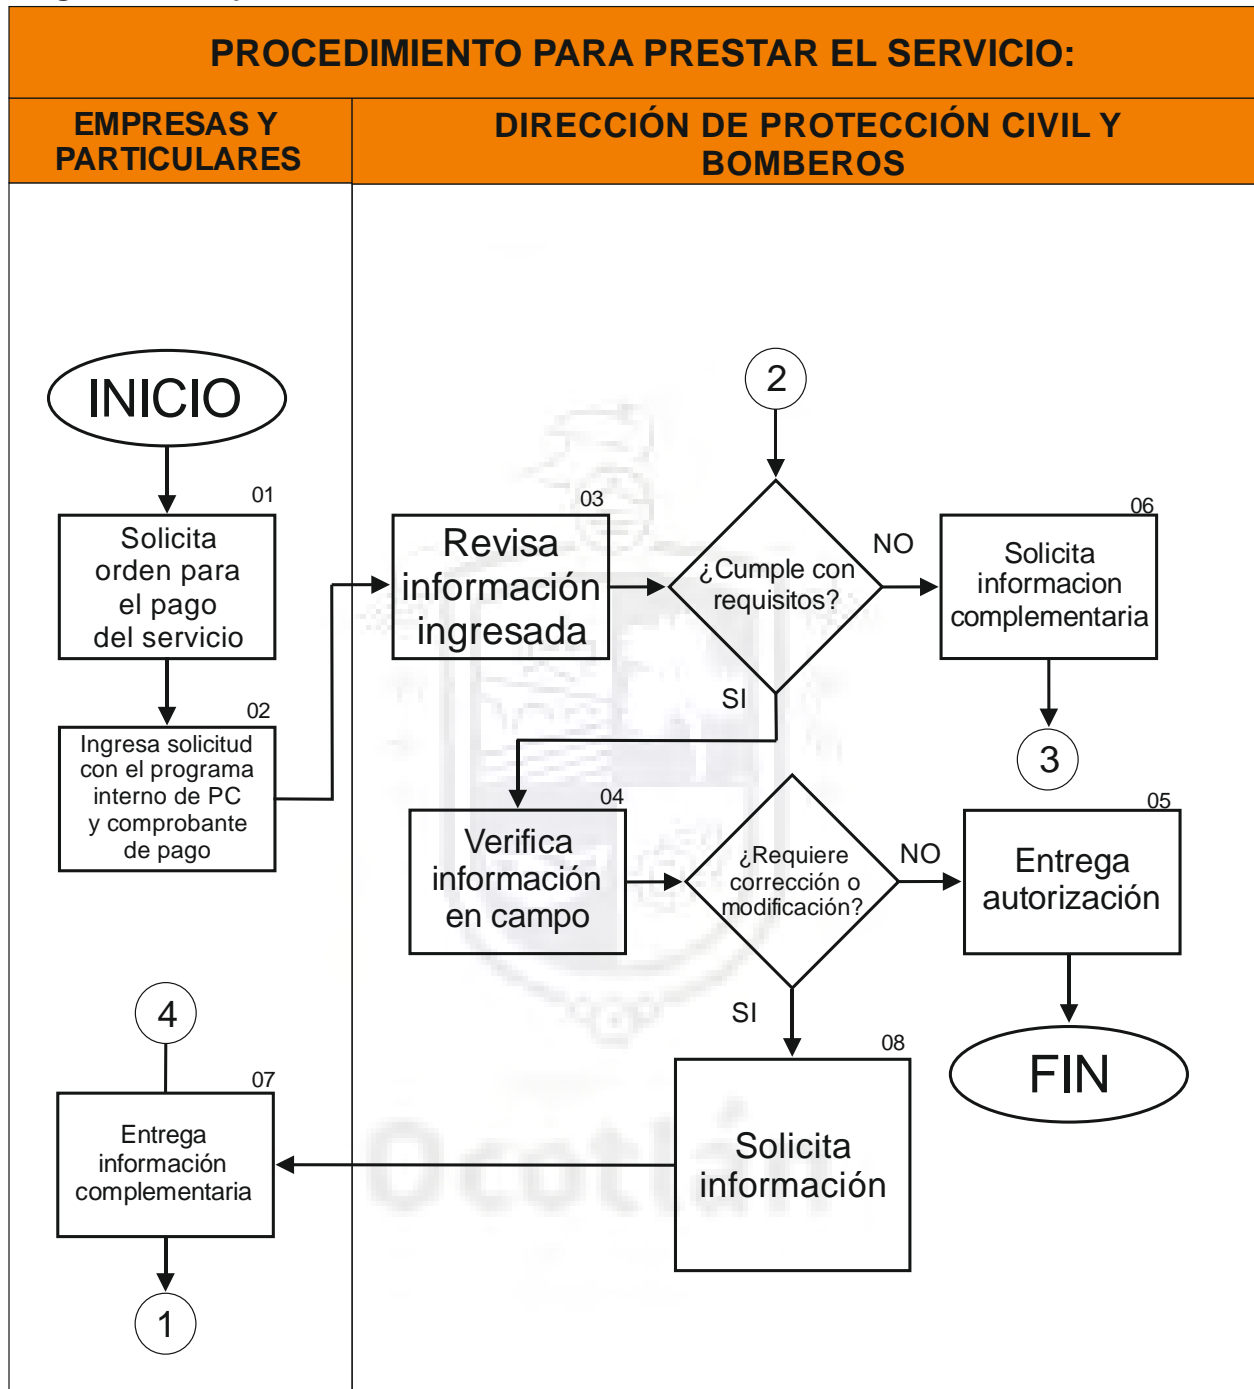 PROCEDIMIENTO PARA PRESTAR EL SERVICIO:
EMPRESAS Y
PARTICULARES
DIRECCIÓN DE PROTECCIÓN CIVIL Y
BOMBEROS
INICIO
01
Solicita
orden para
el pago
del servicio
02
Ingresa solicitud
con el programa
interno de PC
y comprobante
de pago
03
Revisa
información
ingresada
2
¿Cumple con
requisitos?
NO
06
Solicita
informacion
complementaria
3
SI
04
Verifica
información
en campo
¿Requiere
corrección o
modificación?
NO
05
Entrega
autorización
FIN
SI
08
Solicita
información
4
07
Entrega
información
complementaria
1
Ocotlán